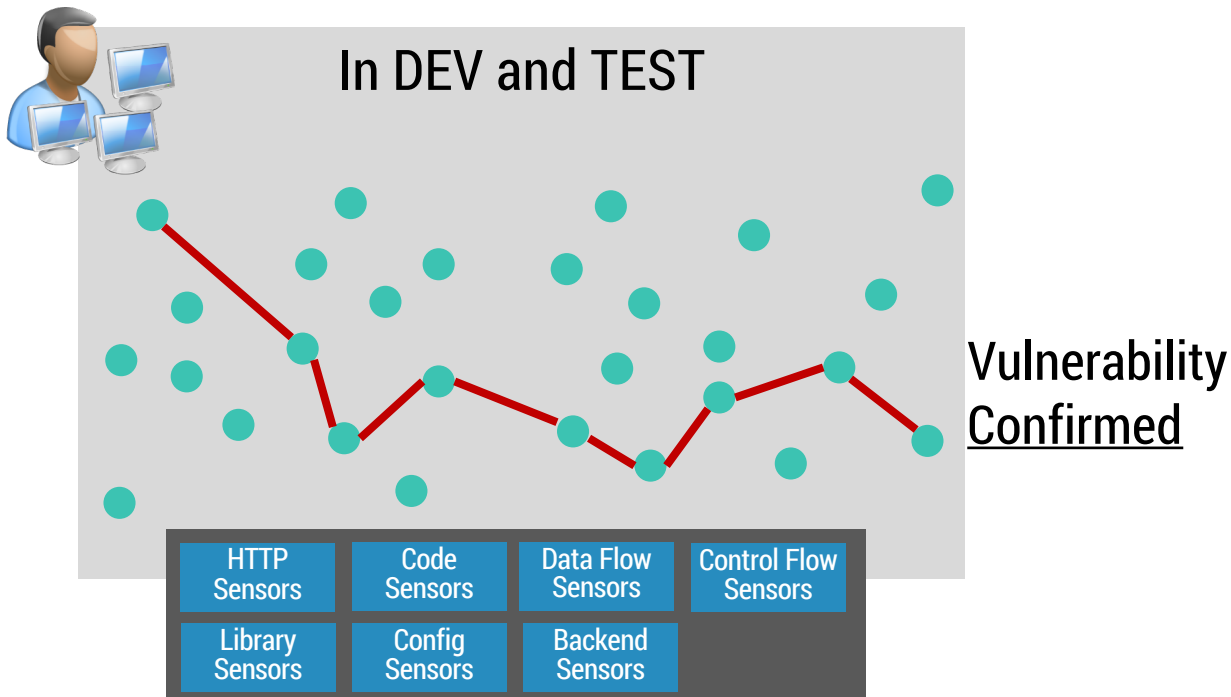 In DEV and TEST
Vulnerability
Confirmed
HTTP
Sensors
Code
Sensors
Data Flow
Sensors
Control Flow
Sensors
Library
Sensors
Config
Sensors
Backend
Sensors